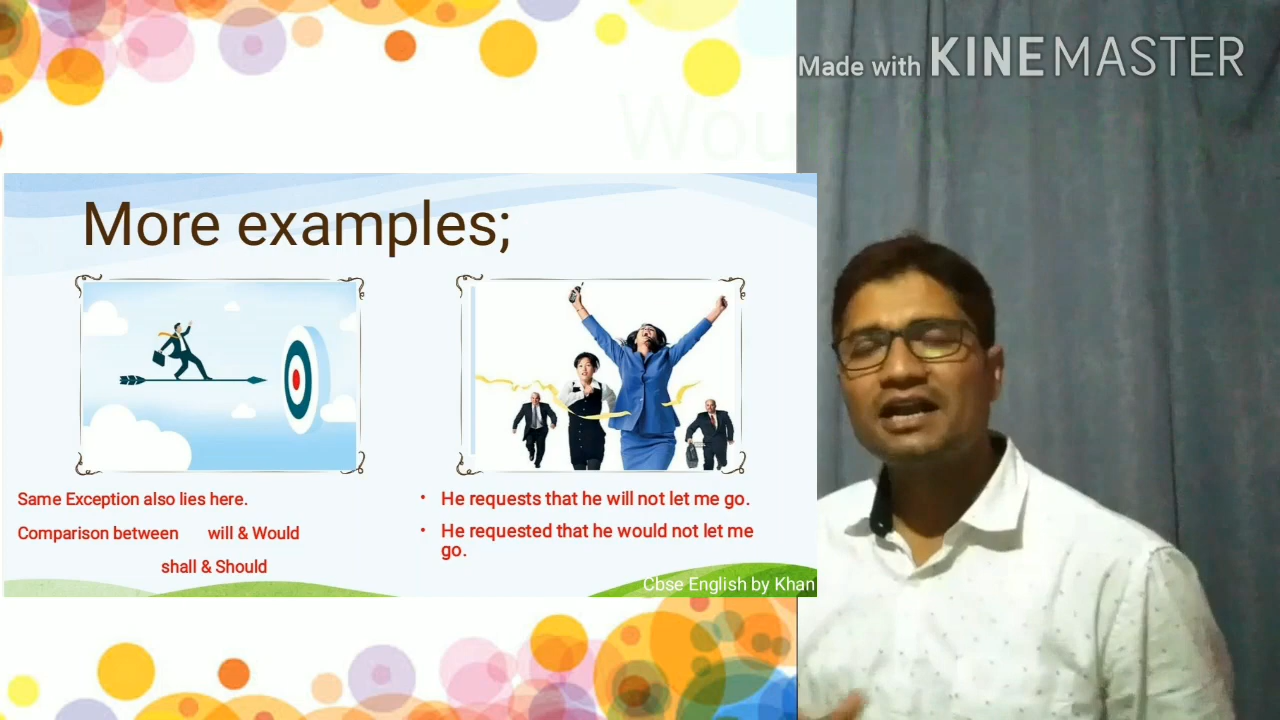 Made with KINEMASTER
Wou
More examples;
Same Exception also lies here.
Comparison between will & Would
shall & Should
• He requests that he will not let me go.
• He requested that he would not let me
go.
Cbse English by Khan